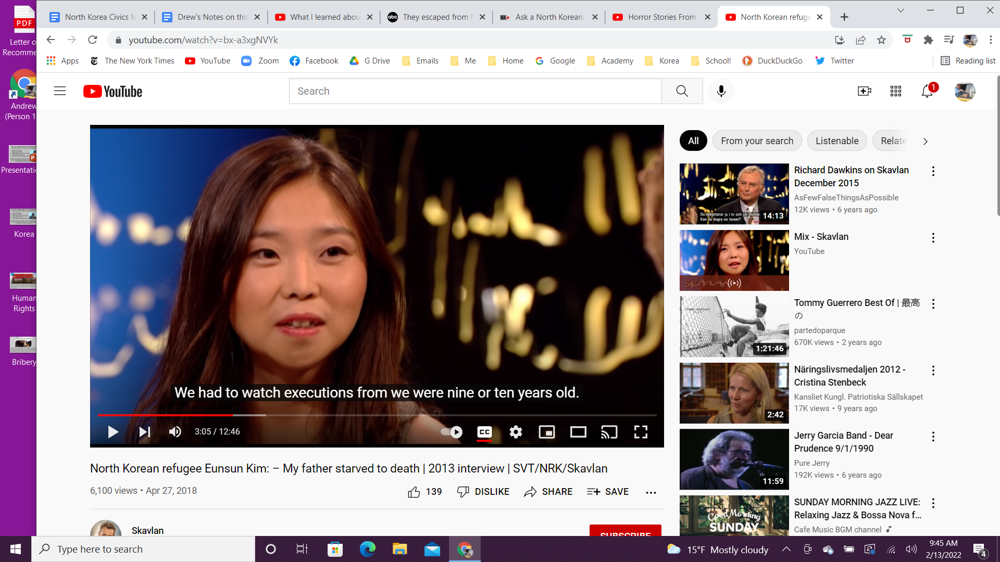 PDF
Letter o
Recomme
Andrew
(Person 1
Presentatio
Korea
Human
Rights
Bribery
North Korea Civics M
Drew's Notes on this
What I learned abou
abc
They escaped from N
NK
Ask a North Korean:
Horror Stories From
North Korean refuge
youtube.com/watch?v=bx-a3xgNVYk
Apps
The New York Times
YouTube
Zoom
Facebook
G Drive
Emails
Me
Home
Google
Academy
Korea
School!
DuckDuckGo
Twitter
Reading list
YouTube
Search
1
We had to watch executions from we were nine or ten years old.
3:05 / 12:46
CC
North Korean refugee Eunsun Kim: – My father starved to death | 2013 interview | SVT/NRK/Skavlan
6,100 views • Apr 27, 2018
139
DISLIKE
SHARE
SAVE
Skavlan
SUBSCRIBE
All
From your search
Listenable
Relate
Du debatterar ju i tv och på Twitter.
Kan du ångra en tweet?
14:13
Richard Dawkins on Skavlan
December 2015
AsFewFalseThingsAsPossible
12K views • 6 years ago
SKAVLAN
Mix - Skavlan
YouTube
1:21:46
Tommy Guerrero Best Of | 最高
の
partedoparque
670K views • 2 years ago
2:42
Näringslivsmedaljen 2012 -
Cristina Stenbeck
Kansliet Kungl. Patriotiska Sällskapet
17K views • 9 years ago
11:59
Jerry Garcia Band - Dear
Prudence 9/1/1990
Pure Jerry
192K views • 6 years ago
Good Morning
SUNDAY
SUNDAY MORNING JAZZ LIVE:
Relaxing Jazz & Bossa Nova f...
Cafe Music BGM channel
Type here to search
15°F Mostly cloudy
9:45 AM
2/13/2022
4